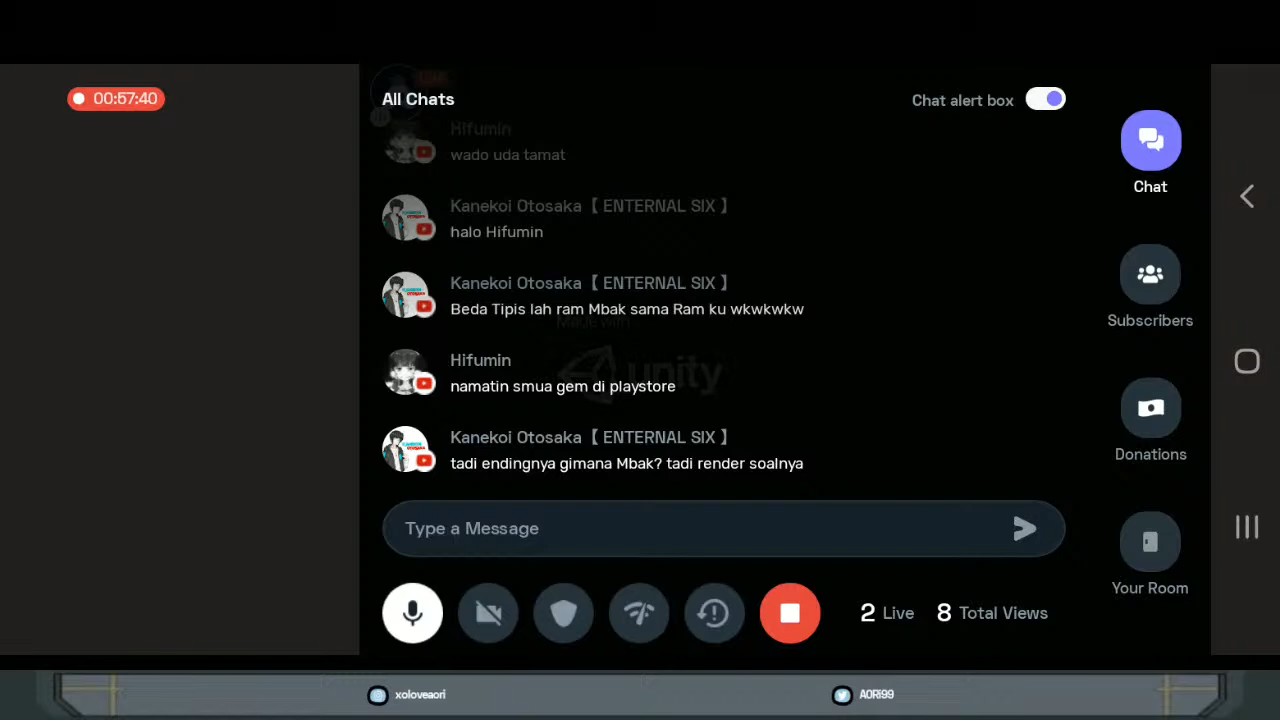 00:57:40
All Chats
Chat alert box
Hifumin
wado uda tamat
Kanekoi Otosaka【 ENTERNAL SIX 】
halo Hifumin
Kanekoi Otosaka【 ENTERNAL SIX 】
Beda Tipis lah ram Mbak sama Ram ku wkwkwkw
Made with
unity
Hifumin
namatin smua gem di playstore
Kanekoi Otosaka【 ENTERNAL SIX 】
tadi endingnya gimana Mbak? tadi render soalnya
Type a Message
2 Live 8 Total Views
Chat
Subscribers
Donations
Your Room
xoloveaori
AORI99